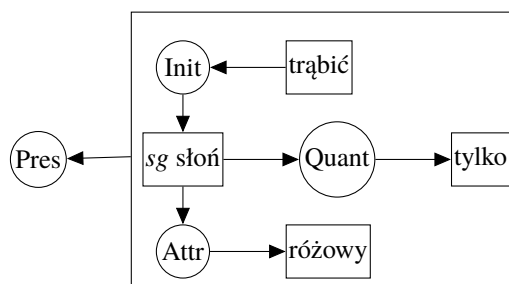 Init trąbić
Pres sg słoń Quant tylko
Attr różowy